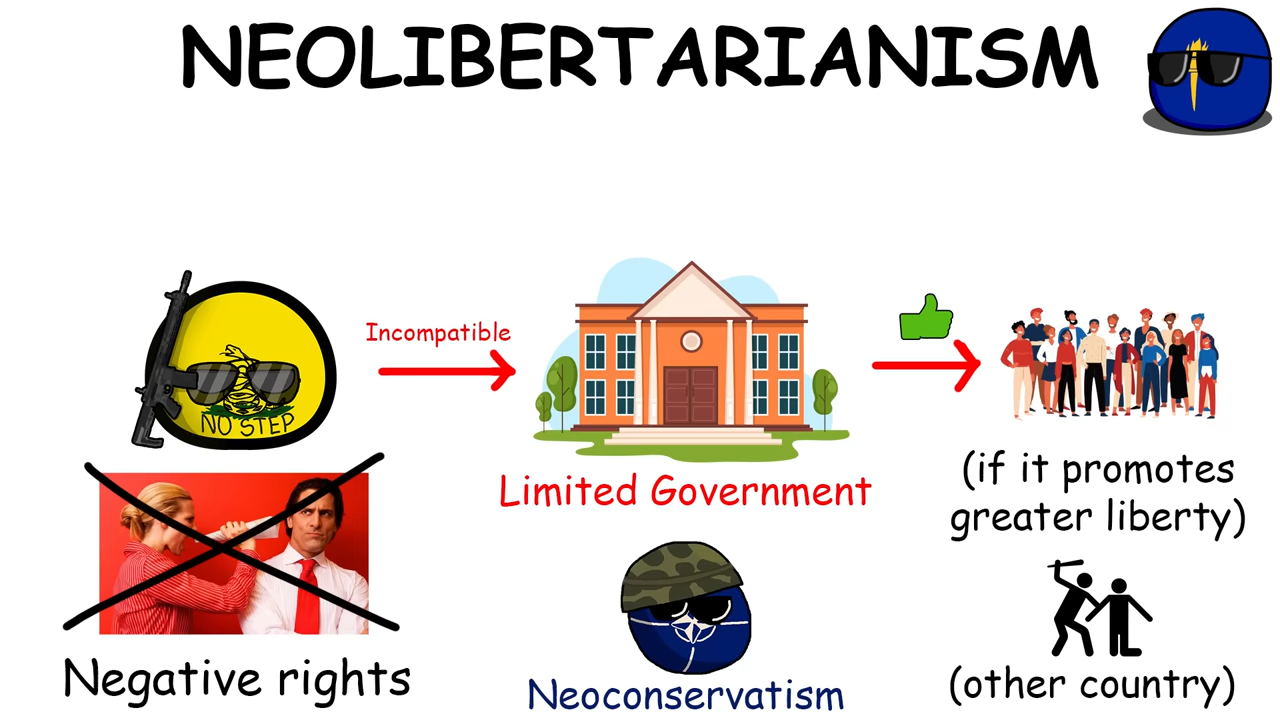 NEOLIBERTARIANISM
Incompatible
NO STEP
Limited Government
(if it promotes
greater liberty)
Negative rights
Neoconservatism
(other country)